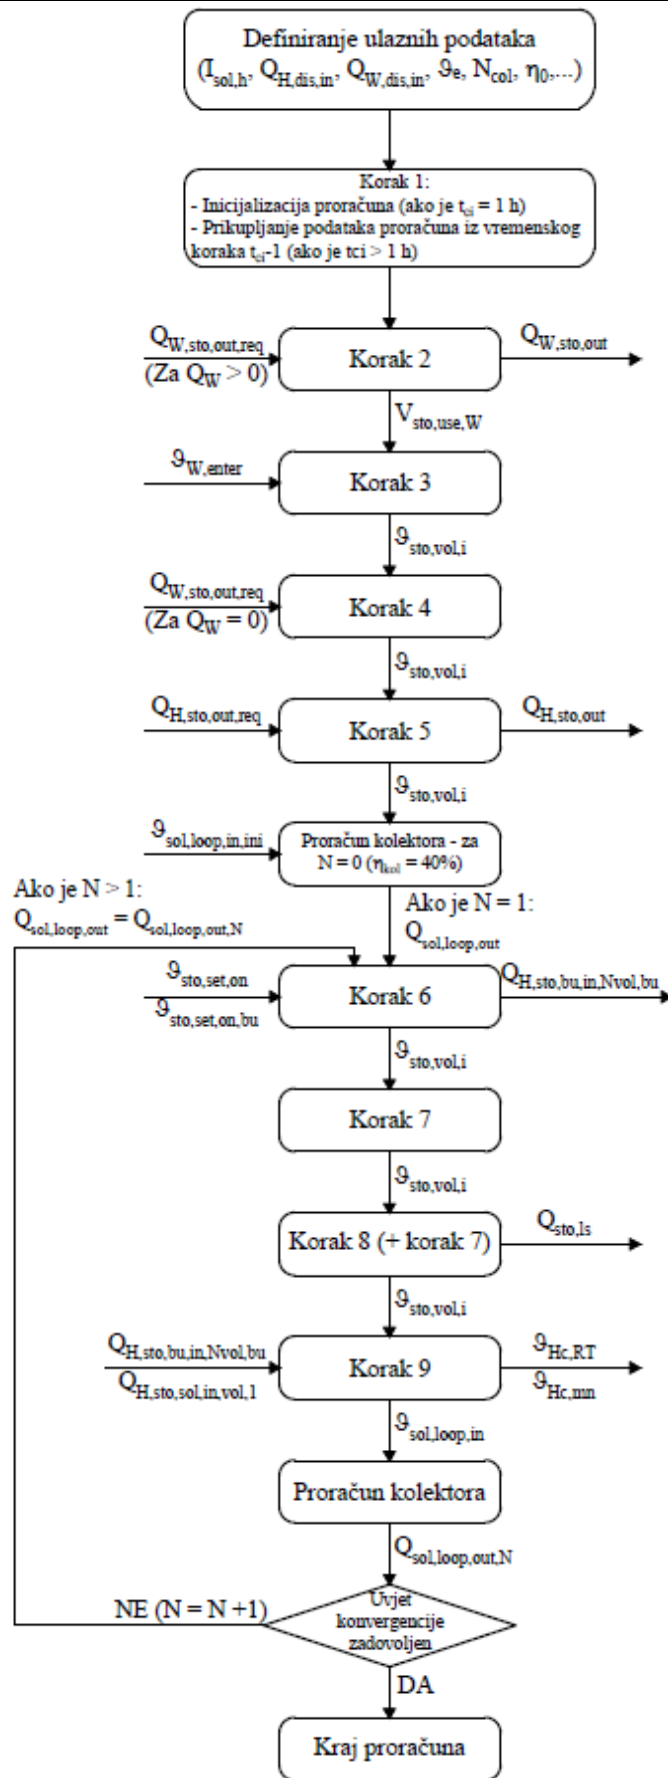 Definiranje ulaznih podataka
(I_sol,h, Q_H,dis,in, Q_W,dis,in, ϑ_e, N_col, η_0,...)
Korak 1:
- Inicijalizacija proračuna (ako je t_ci = 1 h)
- Prikupljanje podataka proračuna iz vremenskog
koraka t_ci-1 (ako je tci > 1 h)
Q_W,sto,out,req
(Za Q_W > 0)
Korak 2
Q_W,sto,out
V_sto,use,W
ϑ_W,enter
Korak 3
ϑ_sto,vol,i
Q_W,sto,out,req
(Za Q_W = 0)
Korak 4
ϑ_sto,vol,i
Q_H,sto,out,req
Korak 5
Q_H,sto,out
ϑ_sto,vol,i
ϑ_sol,loop,in,ini
Proračun kolektora - za
N = 0 (η_kol = 40%)
Ako je N > 1:
Q_sol,loop,out = Q_sol,loop,out,N
Ako je N = 1:
Q_sol,loop,out
ϑ_sto,set,on
ϑ_sto,set,on,bu
Korak 6
Q_H,sto,bu,in,Nvol,bu
ϑ_sto,vol,i
Korak 7
ϑ_sto,vol,i
Korak 8 (+ korak 7)
Q_sto,ls
ϑ_sto,vol,i
Q_H,sto,bu,in,Nvol,bu
Q_H,sto,sol,in,vol,1
Korak 9
ϑ_Hc,RT
ϑ_Hc,mn
ϑ_sol,loop,in
Proračun kolektora
Q_sol,loop,out,N
NE (N = N +1)
Uvjet
konvergencije
zadovoljen
DA
Kraj proračuna